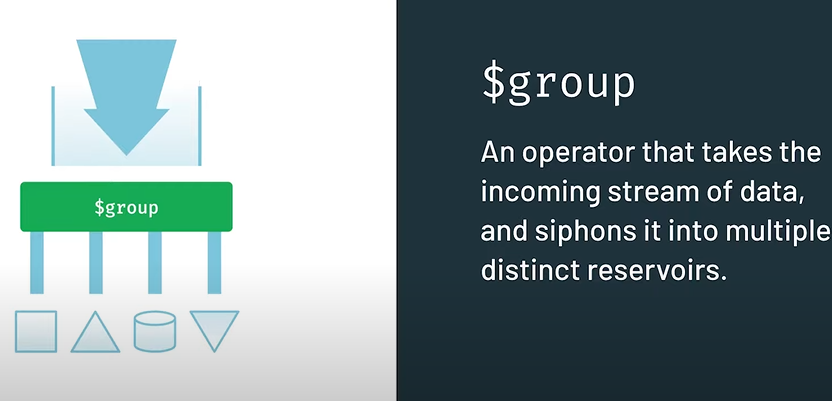 $group
$group
An operator that takes the
incoming stream of data,
and siphons it into multiple
distinct reservoirs.